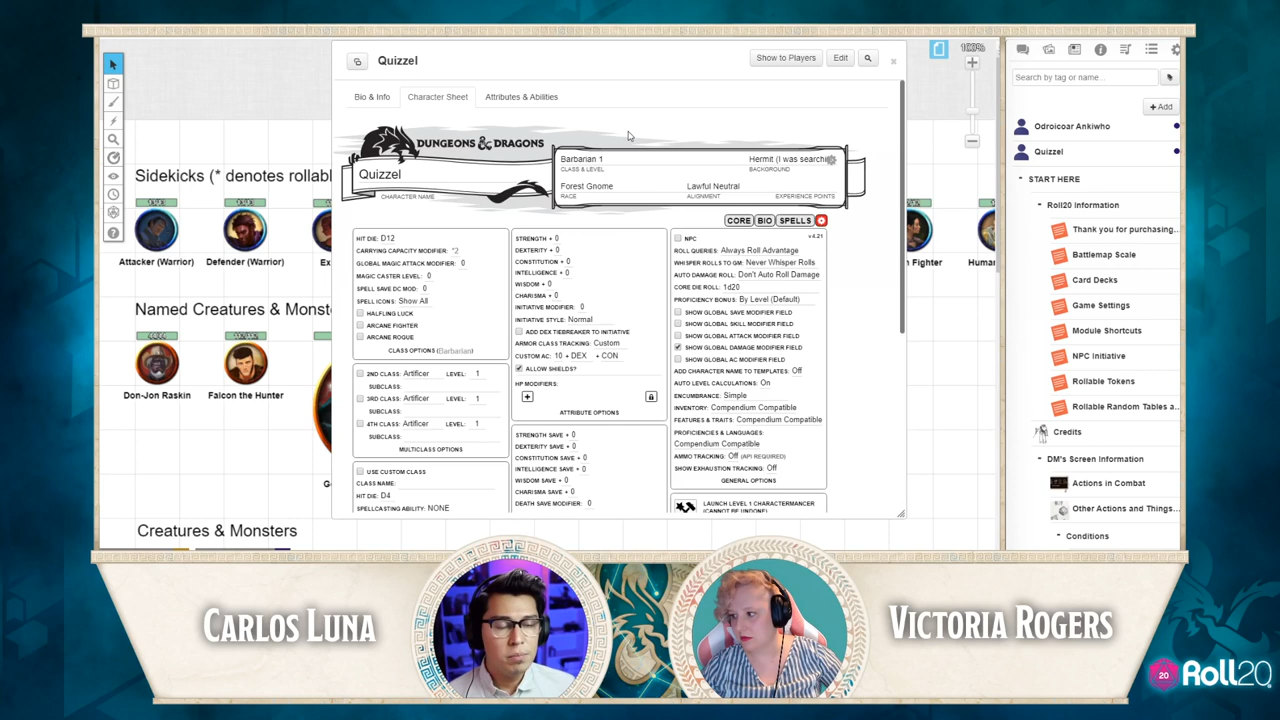 Quizzel
Show to Players
Edit
100%
Bio & Info
Character Sheet
Attributes & Abilities
DUNGEONS & DRAGONS
Quizzel
CHARACTER NAME
Barbarian 1
CLASS & LEVEL
Hermit (I was searchi
BACKGROUND
Forest Gnome
RACE
Lawful Neutral
ALIGNMENT
EXPERIENCE POINTS
CORE
BIO
SPELLS
HIT DIE: D12
CARRYING CAPACITY MODIFIER: *2
GLOBAL MAGIC ATTACK MODIFIER: 0
MAGIC CASTER LEVEL: 0
SPELL SAVE DC MOD: 0
SPELL ICONS: Show All
HALFLING LUCK
ARCANE FIGHTER
ARCANE ROGUE
CLASS OPTIONS (Barbarian)
2ND CLASS: Artificer LEVEL: 1
SUBCLASS:
3RD CLASS: Artificer LEVEL: 1
SUBCLASS:
4TH CLASS: Artificer LEVEL: 1
SUBCLASS:
MULTICLASS OPTIONS
USE CUSTOM CLASS
CLASS NAME:
HIT DIE: D4
SPELLCASTING ABILITY: NONE
STRENGTH + 0
DEXTERITY + 0
CONSTITUTION + 0
INTELLIGENCE + 0
WISDOM + 0
CHARISMA + 0
INITIATIVE MODIFIER: 0
INITIATIVE STYLE: Normal
ADD DEX TIEBREAKER TO INITIATIVE
ARMOR CLASS TRACKING: Custom
CUSTOM AC: 10 + DEX + CON
ALLOW SHIELDS?
HP MODIFIERS:
ATTRIBUTE OPTIONS
STRENGTH SAVE + 0
DEXTERITY SAVE + 0
CONSTITUTION SAVE + 0
INTELLIGENCE SAVE + 0
WISDOM SAVE + 0
CHARISMA SAVE + 0
DEATH SAVE MODIFIER: 0
NPC
v4.21
ROLL QUERIES: Always Roll Advantage
WHISPER ROLLS TO GM: Never Whisper Rolls
AUTO DAMAGE ROLL: Don't Auto Roll Damage
CORE DIE ROLL: 1d20
PROFICIENCY BONUS: By Level (Default)
SHOW GLOBAL SAVE MODIFIER FIELD
SHOW GLOBAL SKILL MODIFIER FIELD
SHOW GLOBAL ATTACK MODIFIER FIELD
SHOW GLOBAL DAMAGE MODIFIER FIELD
SHOW GLOBAL AC MODIFIER FIELD
ADD CHARACTER NAME TO TEMPLATES: Off
AUTO LEVEL CALCULATIONS: On
ENCUMBRANCE: Simple
INVENTORY: Compendium Compatible
FEATURES & TRAITS: Compendium Compatible
PROFICIENCIES & LANGUAGES:
Compendium Compatible
AMMO TRACKING: Off (API REQUIRED)
SHOW EXHAUSTION TRACKING: Off
GENERAL OPTIONS
LAUNCH LEVEL 1 CHARACTERMANCER
(CANNOT BE UNDONE)
Sidekicks (* denotes rollabl
Attacker (Warrior)
Defender (Warrior)
Ex
n Fighter
Human
Named Creatures & Monst
Don-Jon Raskin
Falcon the Hunter
Creatures & Monsters
Search by tag or name...
+ Add
Odroicoar Ankiwho
Quizzel
START HERE
Roll20 Information
Thank you for purchasing...
Battlemap Scale
Card Decks
Game Settings
Module Shortcuts
NPC Initiative
Rollable Tokens
Rollable Random Tables a...
Credits
DM's Screen Information
Actions in Combat
Other Actions and Things...
Conditions
CARLOS LUNA
VICTORIA ROGERS
20
Roll20